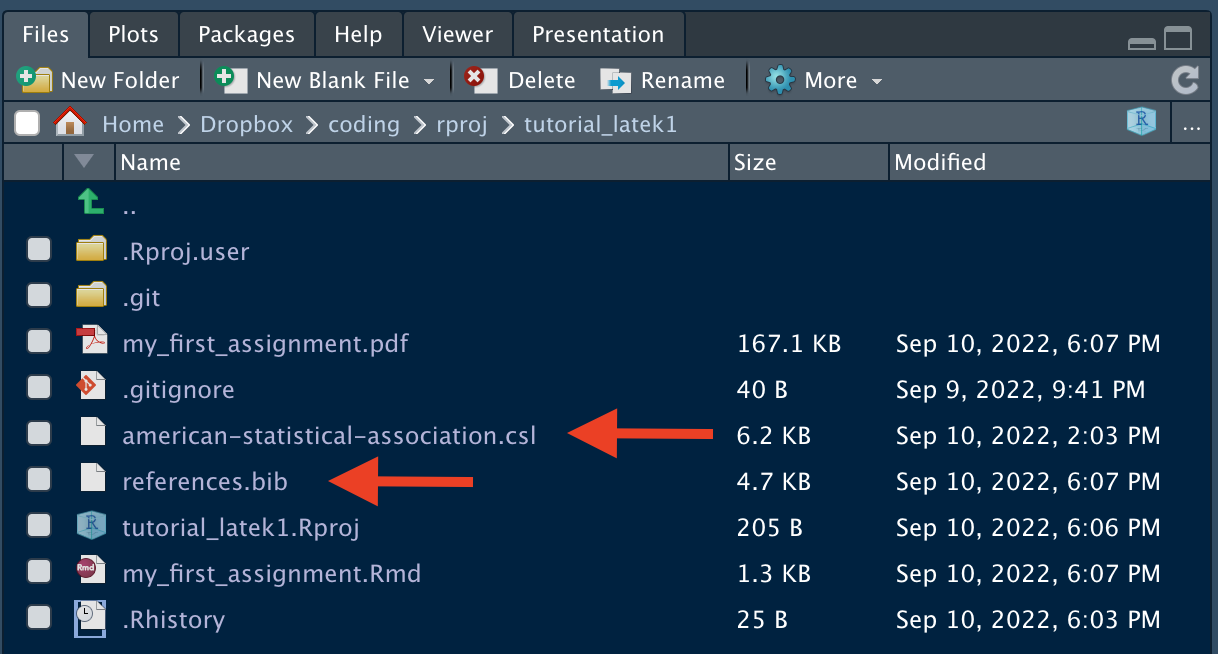 Files Plots Packages Help Viewer Presentation
New Folder New Blank File Delete Rename More
Home Dropbox coding rproj tutorial_latek1 R ...
Name Size Modified
..
.Rproj.user
.git
my_first_assignment.pdf 167.1 KB Sep 10, 2022, 6:07 PM
.gitignore 40 B Sep 9, 2022, 9:41 PM
american-statistical-association.csl 6.2 KB Sep 10, 2022, 2:03 PM
references.bib 4.7 KB Sep 10, 2022, 6:07 PM
R tutorial_latek1.Rproj 205 B Sep 10, 2022, 6:06 PM
Rmd my_first_assignment.Rmd 1.3 KB Sep 10, 2022, 6:07 PM
.Rhistory 25 B Sep 10, 2022, 6:03 PM